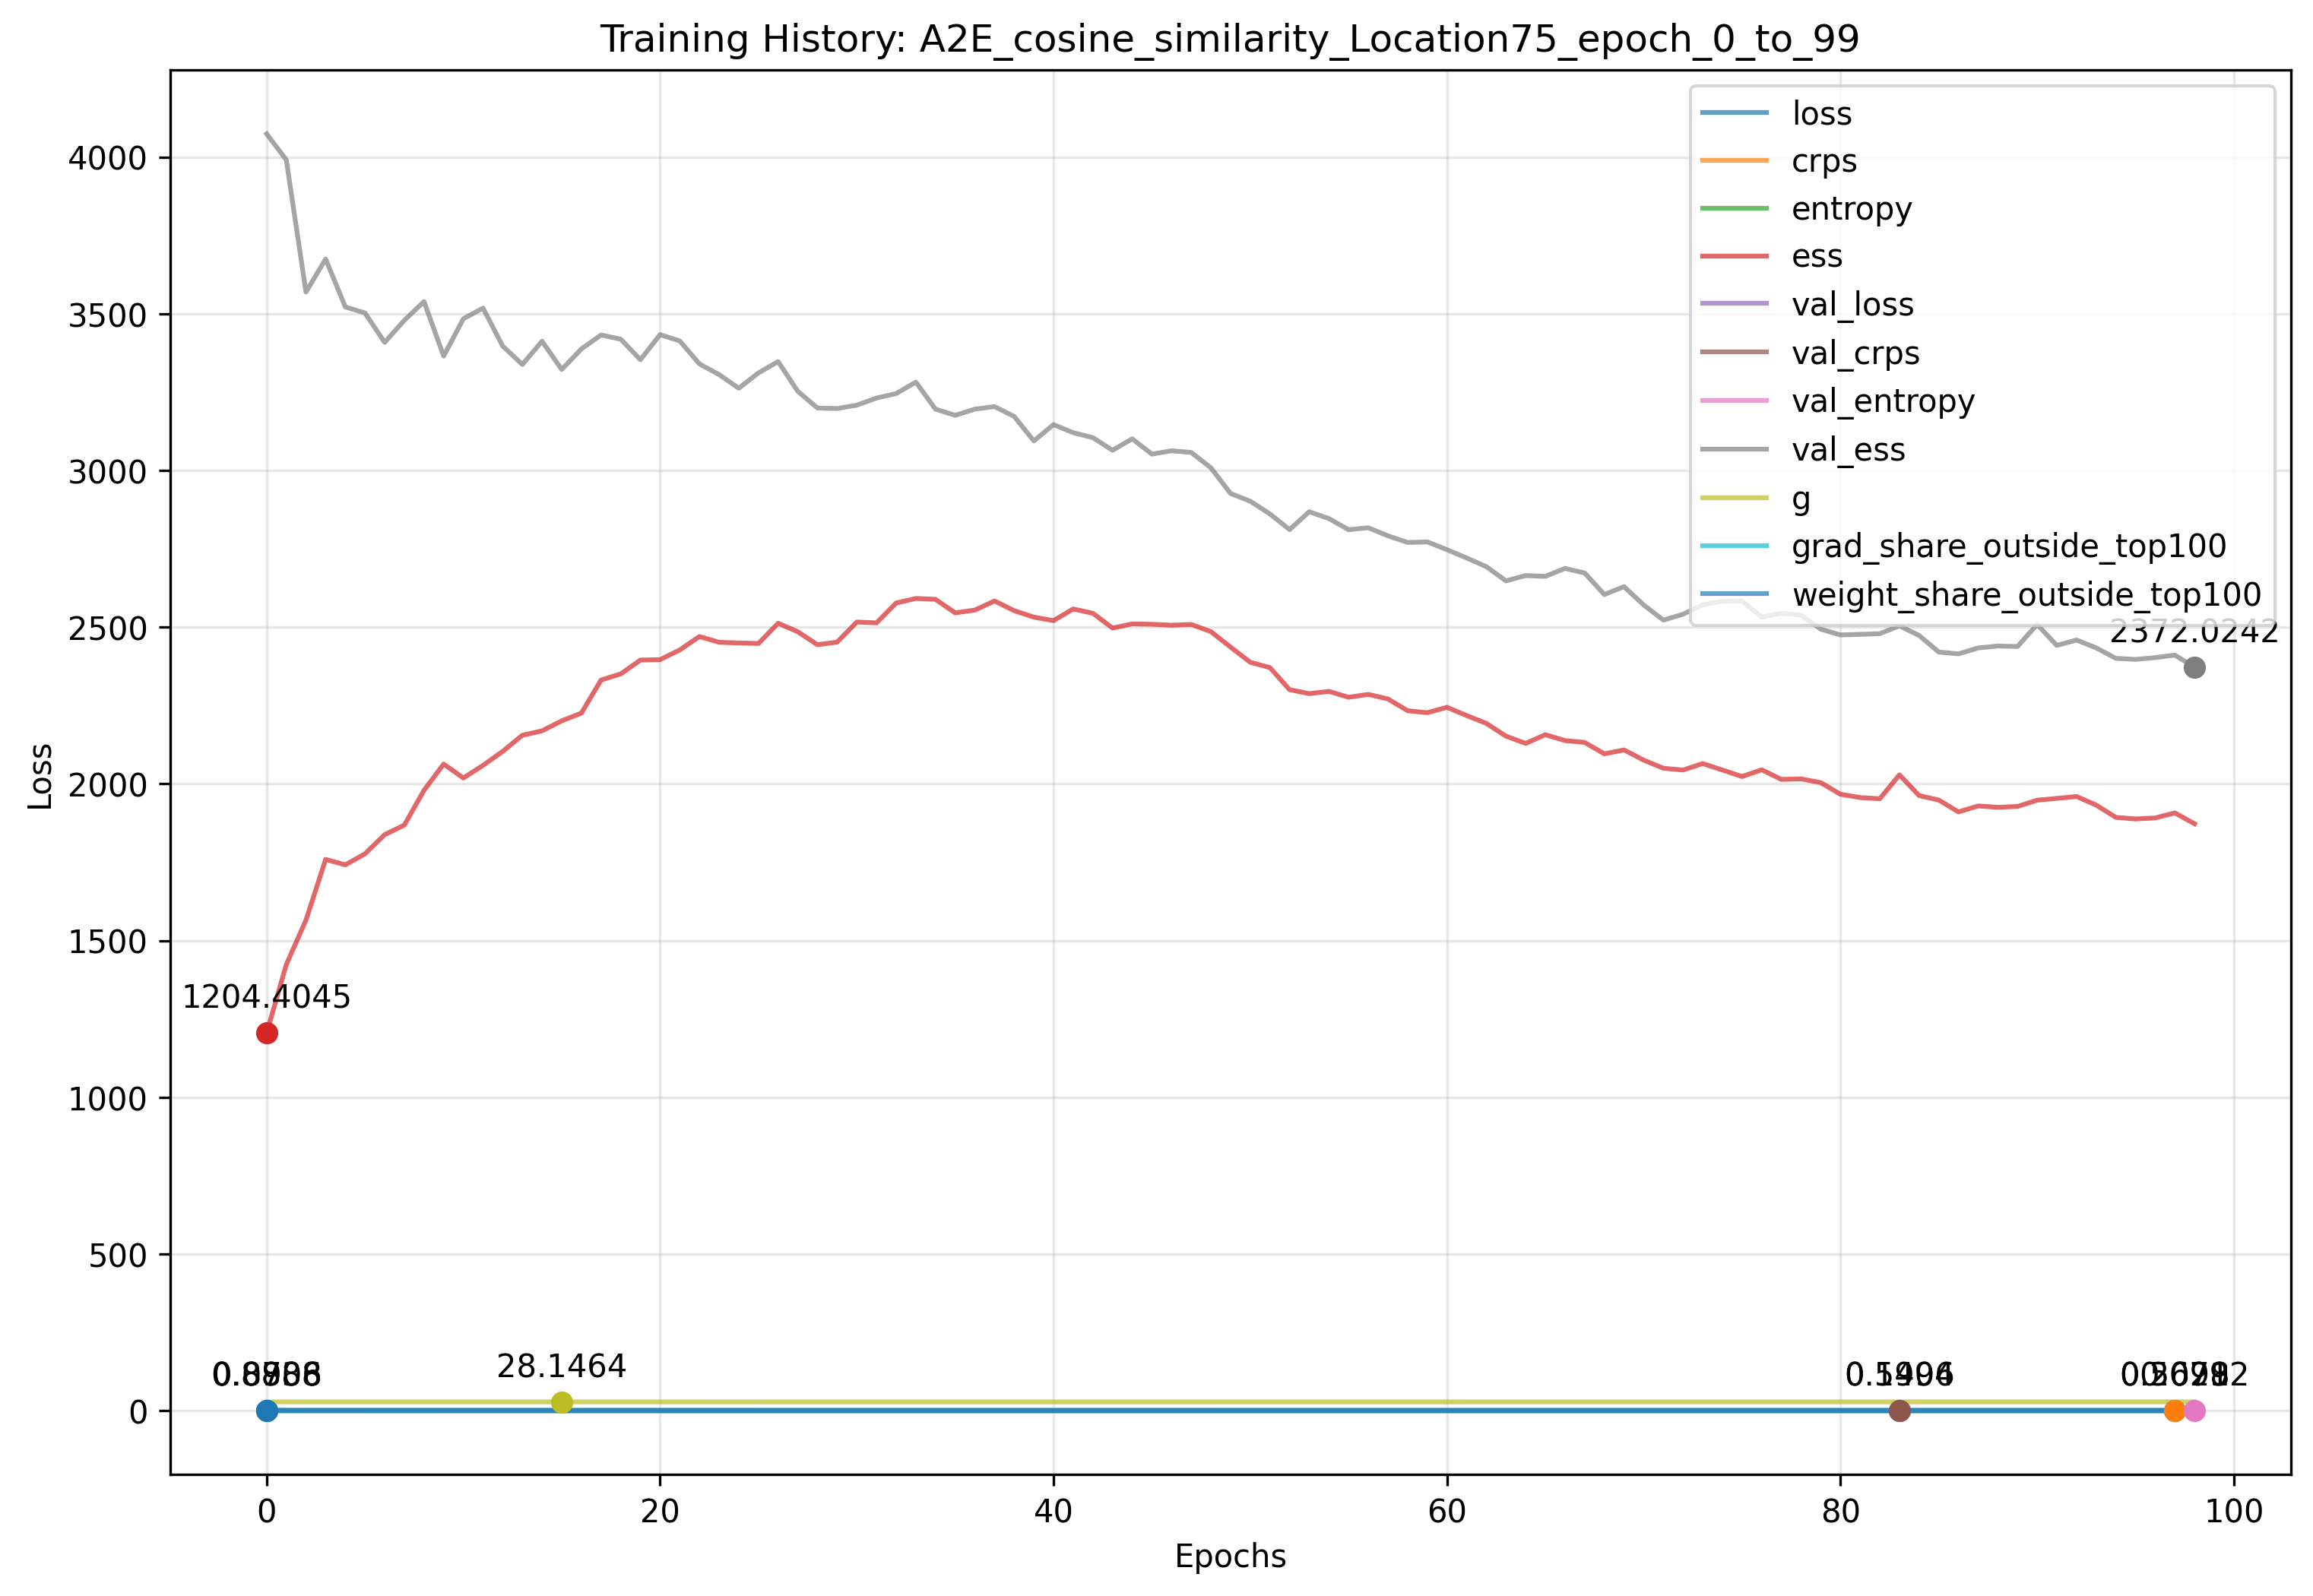 Training History: A2E_cosine_similarity_Location75_epoch_0_to_99
4000
3500
3000
2500
2000
1500
1000
500
0
Loss
loss
crps
entropy
ess
val_loss
val_crps
val_entropy
val_ess
g
grad_share_outside_top100
weight_share_outside_top100
2372.0242
1204.4045
28.1464
0
20
40
60
80
100
Epochs